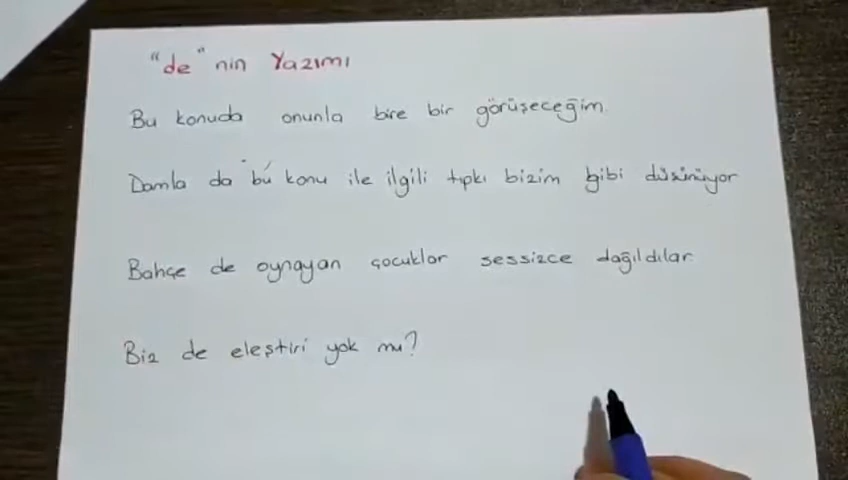 "de" nin Yazımı
Bu konuda onunla bire bir görüşeceğim
Damla da bu konu ile ilgili tıpkı bizim gibi düşünüyor
Bahçe de oynayan çocuklar sessizce dağıldılar
Biz de eleştiri yok mu?